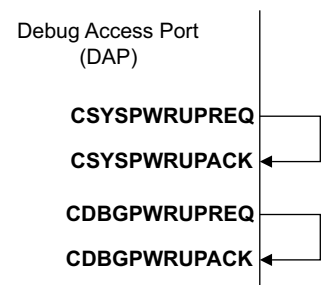 Debug Access Port
(DAP)
CSYSPWRUPREQ
CSYSPWRUPACK
CDBGPWRUPREQ
CDBGPWRUPACK